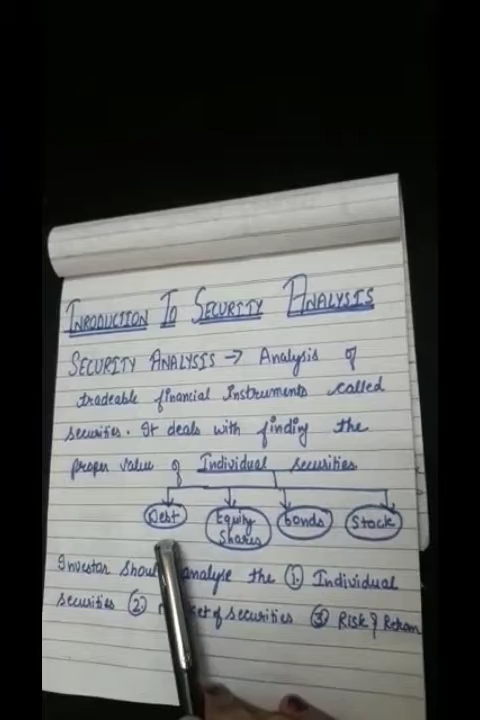 INRODUCTION TO SECURITY ANALYSIS
SECURITY ANALYSIS → Analysis of
tradeable financial Instruments called
securities. It deals with finding the
proper value of Individual securities
Debt Equity Shares bonds Stock
Investor should analyse the ① Individual
securities ② of securities ③ Risk & Return